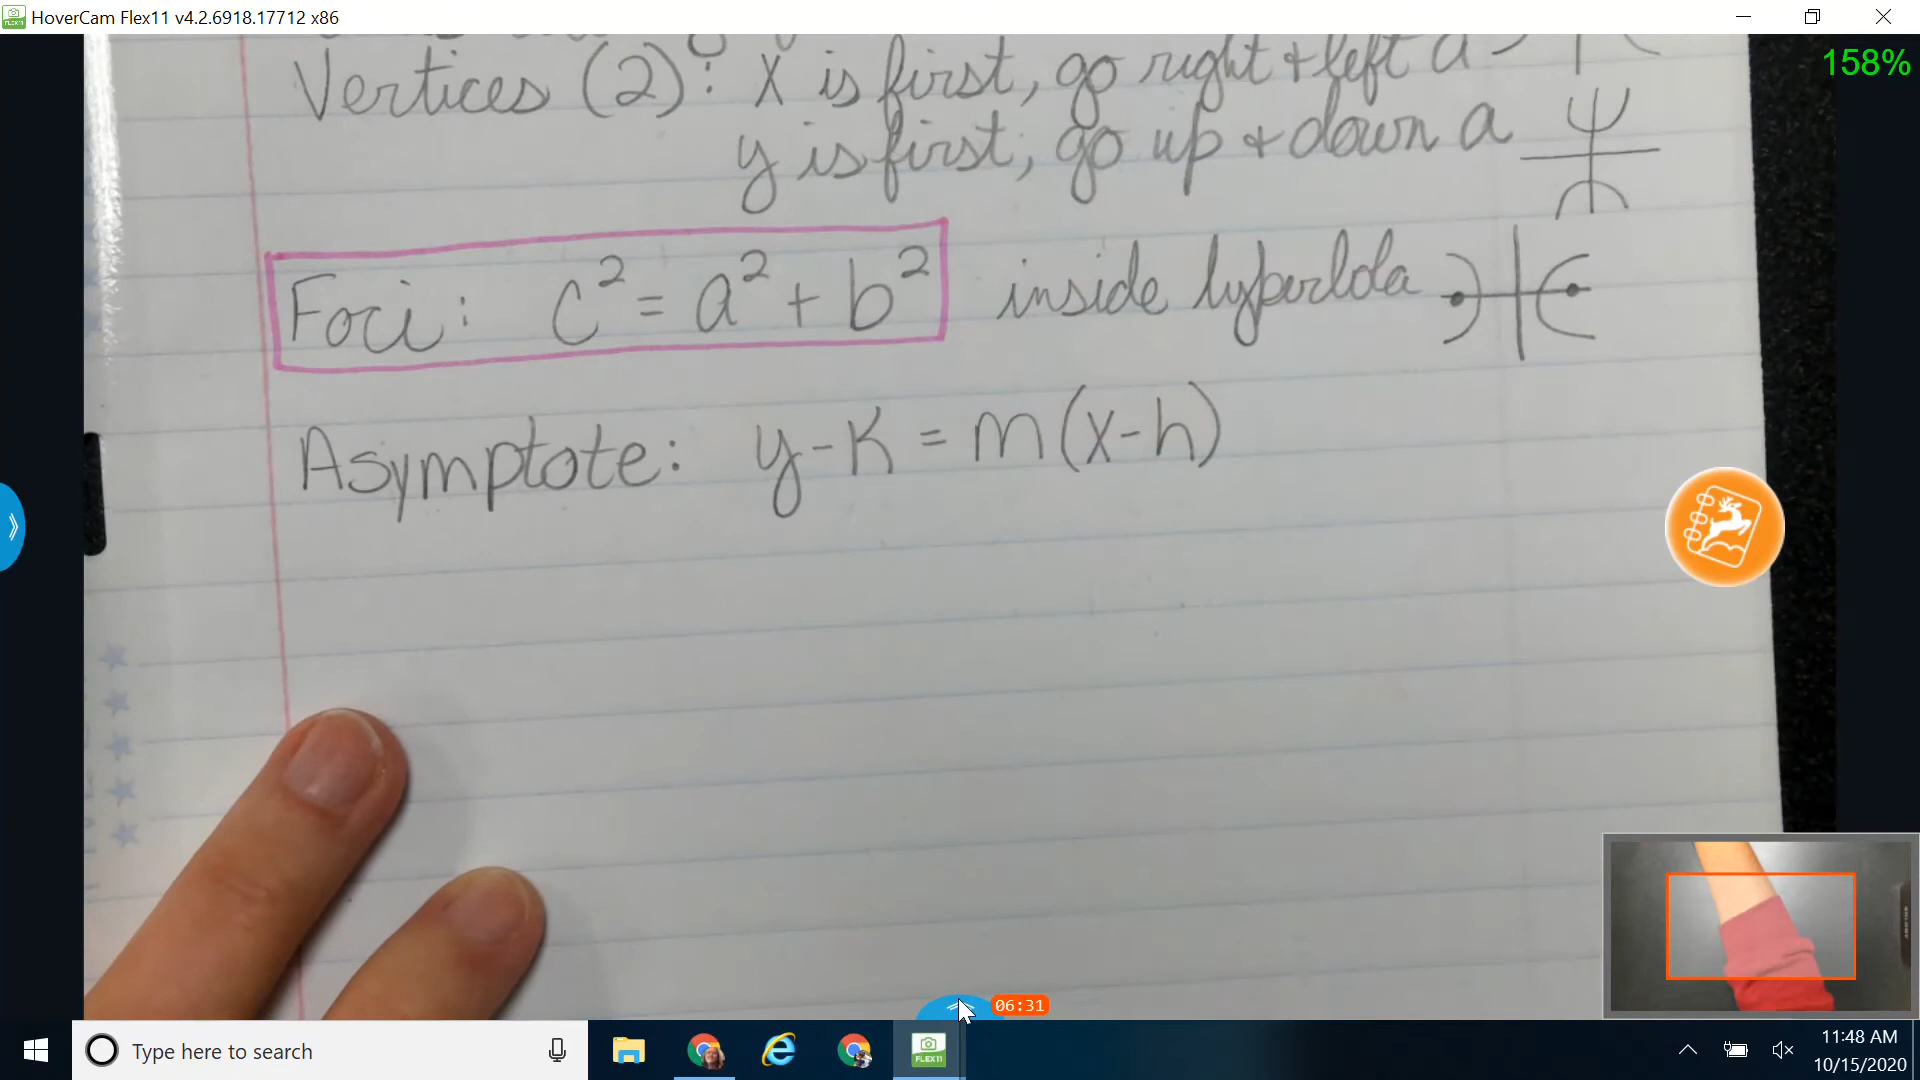 HoverCam Flex11 v4.2.6918.17712 x86
158%
Vertices (2): X is first, go right + left a
y is first, go up + down a
Foci: c² = a² + b² inside hyperlola
Asymptote: y-K = m(x-h)
06:31
Type here to search
FLEX11
11:48 AM
10/15/2020